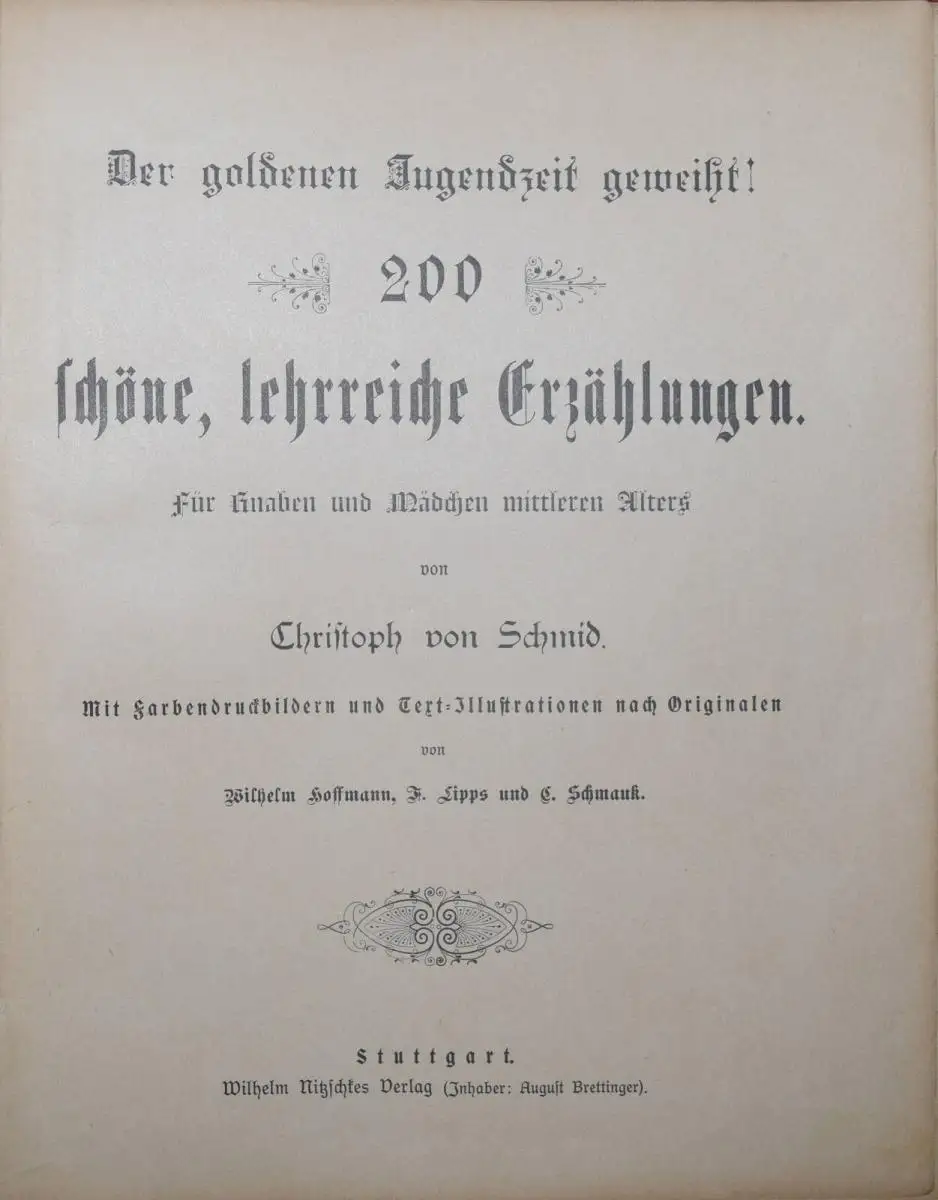 Der goldenen Jugendzeit geweiht!
200
schöne, lehrreiche Erzählungen.
Für Knaben und Mädchen mittleren Alters
von
Christoph von Schmid.
Mit Farbendruckbildern und Text-Illustrationen nach Originalen
von
Wilhelm Hoffmann, F. Lipps und C. Schmauk.
Stuttgart.
Wilhelm Nitzschkes Verlag (Inhaber: August Brettinger).